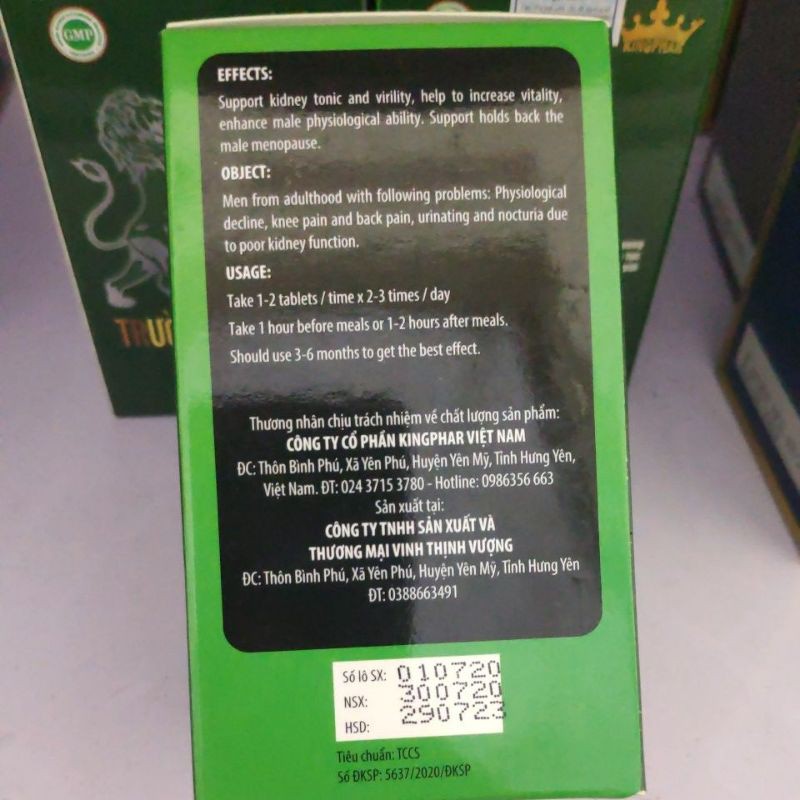 GMP
KINGPHAR
EFFECTS:
Support kidney tonic and virility, help to increase vitality,
enhance male physiological ability. Support holds back the
male menopause.
OBJECT:
Men from adulthood with following problems: Physiological
decline, knee pain and back pain, urinating and nocturia due
to poor kidney function.
USAGE:
Take 1-2 tablets / time x 2-3 times / day
Take 1 hour before meals or 1-2 hours after meals.
Should use 3-6 months to get the best effect.
Thương nhân chịu trách nhiệm về chất lượng sản phẩm:
CÔNG TY CỔ PHẦN KINGPHAR VIỆT NAM
ĐC: Thôn Bình Phú, Xã Yên Phú, Huyện Yên Mỹ, Tỉnh Hưng Yên,
Việt Nam. ĐT: 024 3715 3780 - Hotline: 0986356 663
Sản xuất tại:
CÔNG TY TNHH SẢN XUẤT VÀ
THƯƠNG MẠI VINH THỊNH VƯỢNG
ĐC: Thôn Bình Phú, Xã Yên Phú, Huyện Yên Mỹ, Tỉnh Hưng Yên
ĐT: 0388663491
Số lô SX: 010720
NSX: 300720
HSD: 290723
Tiêu chuẩn: TCCS
Số ĐKSP: 5637/2020/ĐKSP